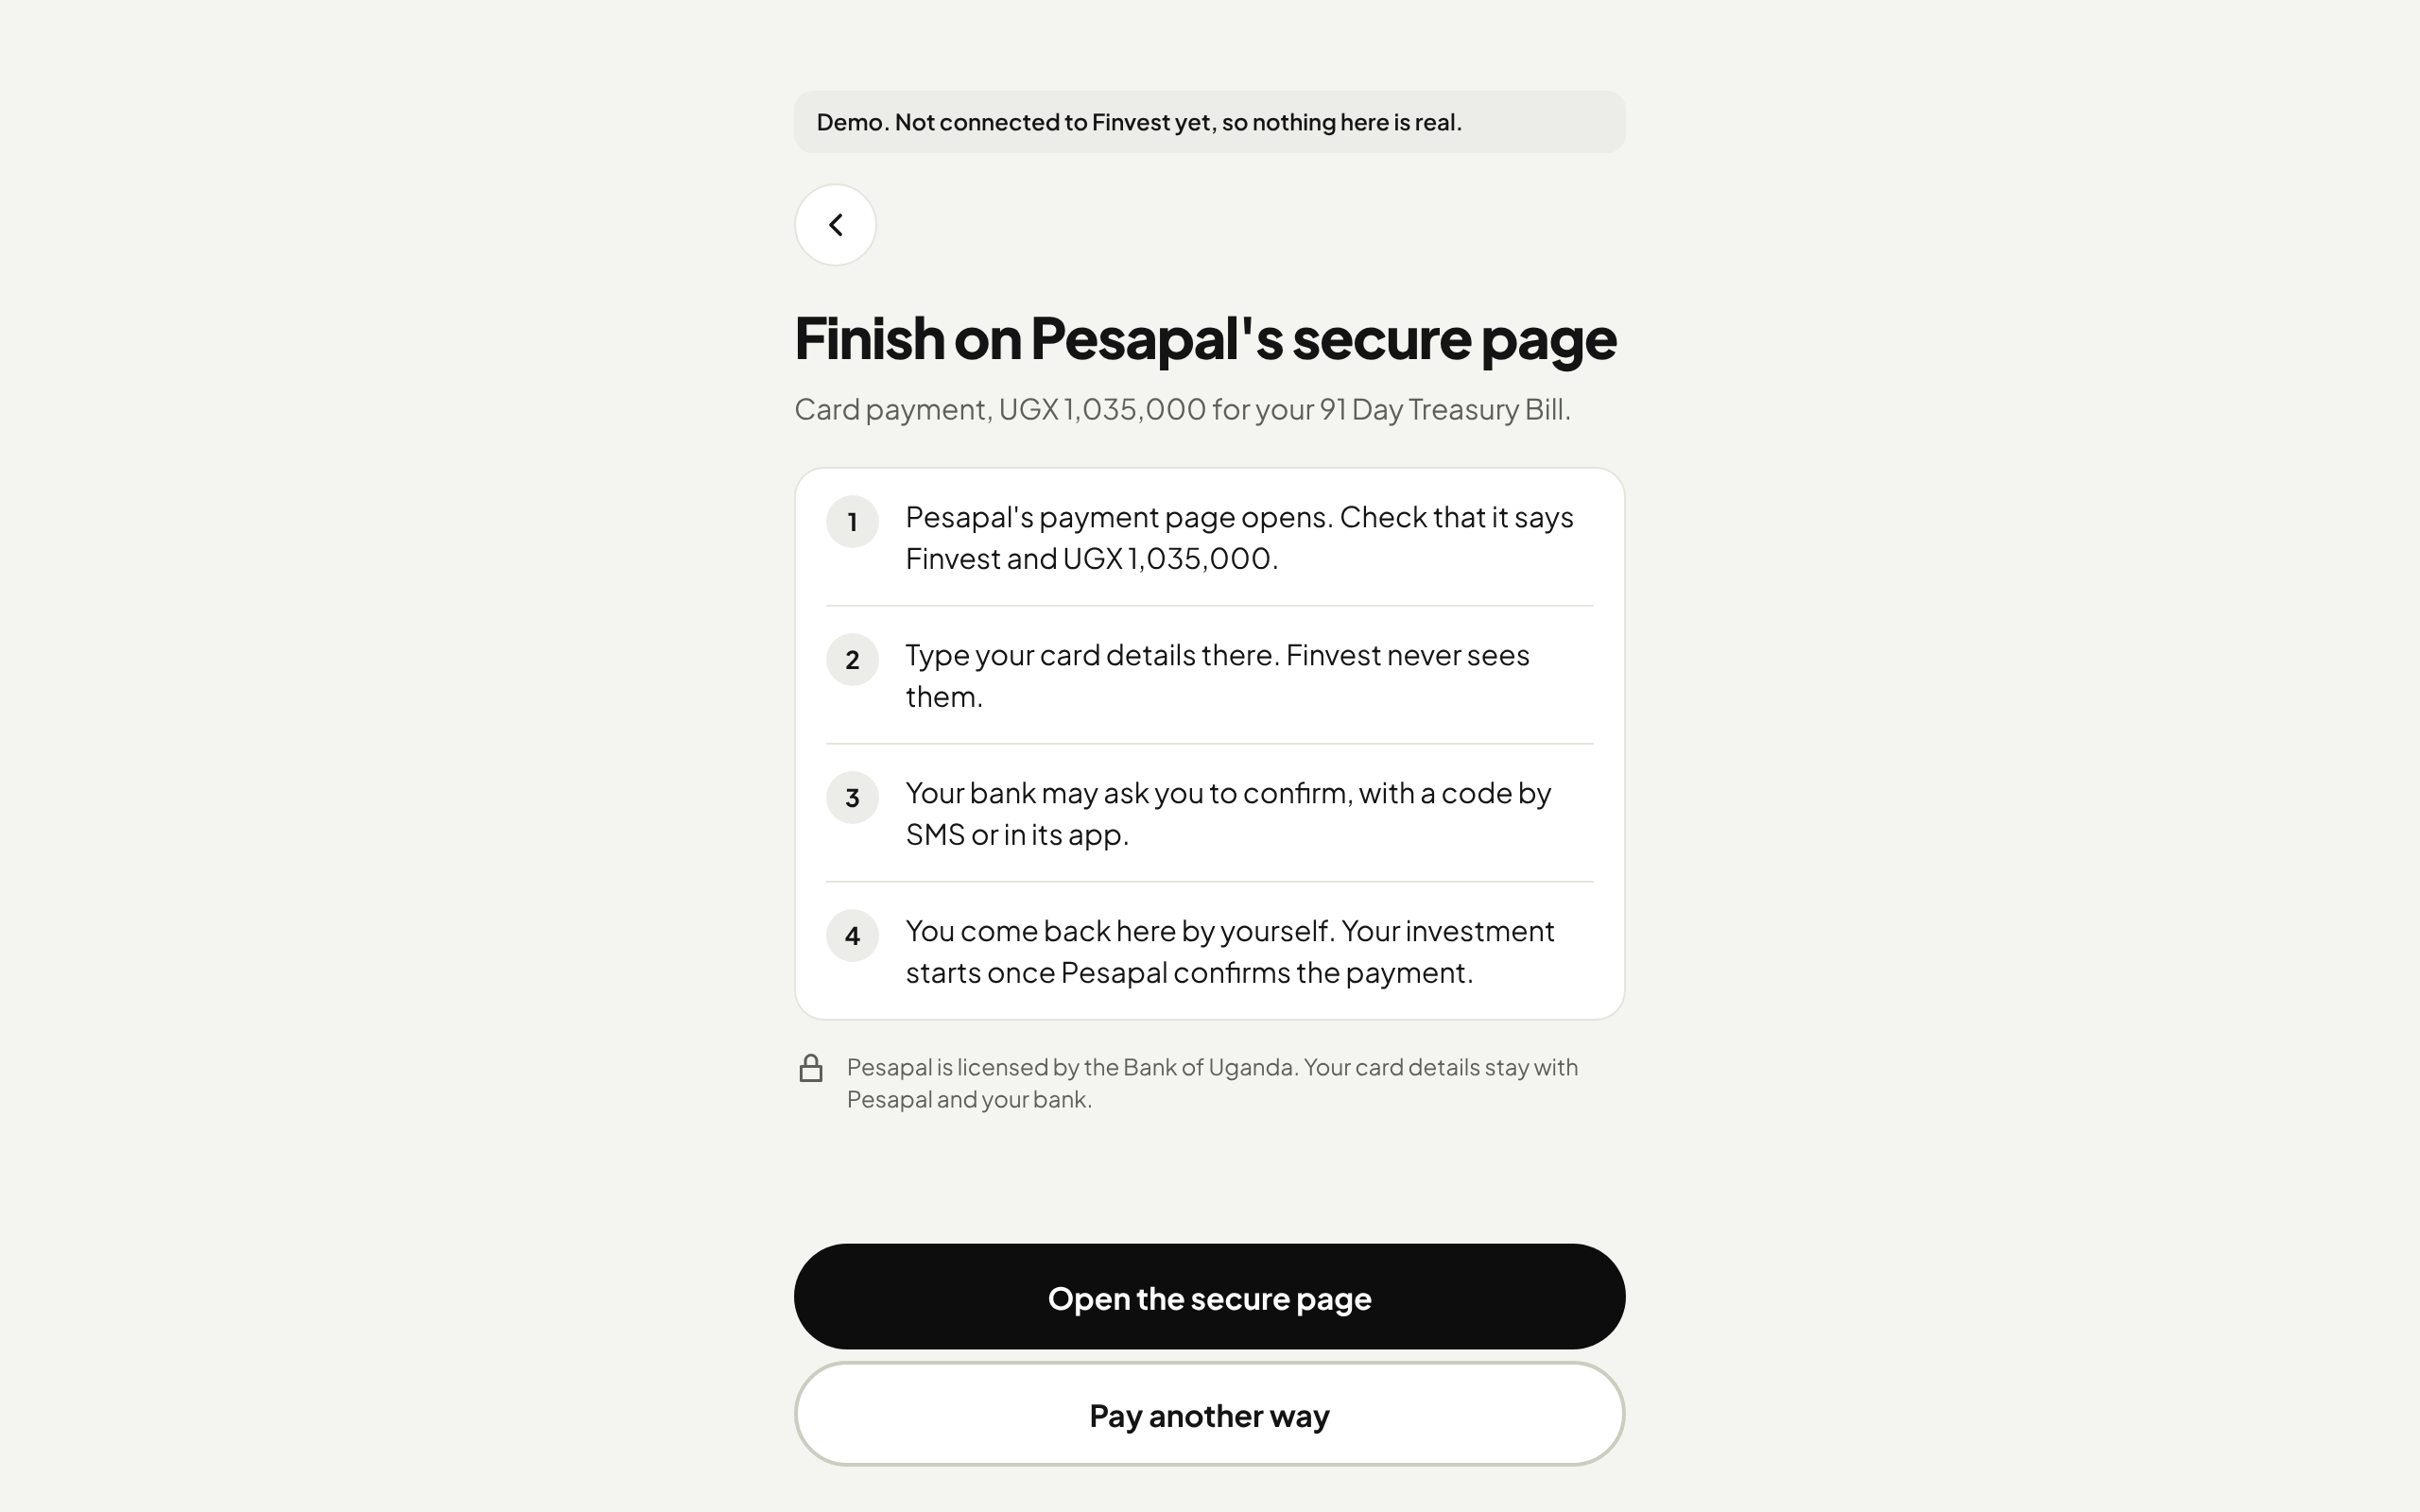 Demo. Not connected to Finvest yet, so nothing here is real.
Finish on Pesapal's secure page
Card payment, UGX 1,035,000 for your 91 Day Treasury Bill.
1
Pesapal's payment page opens. Check that it says
Finvest and UGX 1,035,000.
2
Type your card details there. Finvest never sees
them.
3
Your bank may ask you to confirm, with a code by
SMS or in its app.
4
You come back here by yourself. Your investment
starts once Pesapal confirms the payment.
Pesapal is licensed by the Bank of Uganda. Your card details stay with
Pesapal and your bank.
Open the secure page
Pay another way